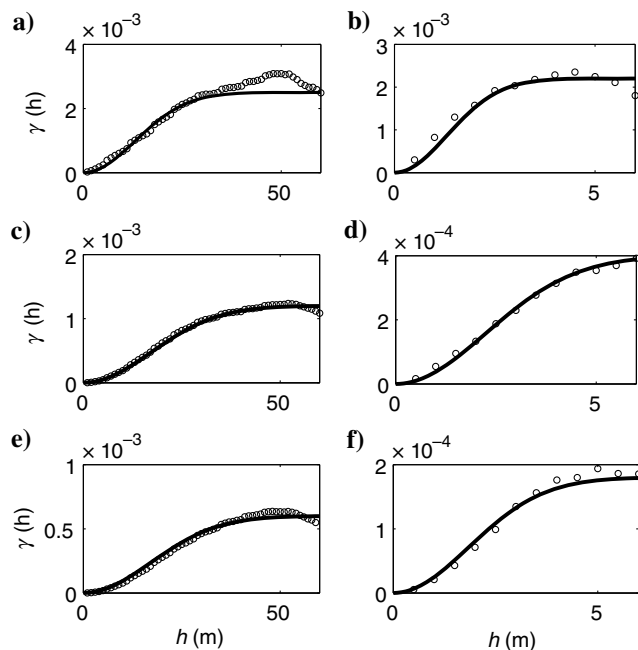 a) × 10⁻³ b) × 10⁻³
4 3
γ (h) 2 2
1
0 0
0 50 0 5
c) × 10⁻³ d) × 10⁻⁴
2 4
γ (h) 1 2
0 0
0 50 0 5
e) × 10⁻³ f) × 10⁻⁴
1 2
γ (h) 0.5 1
0 0
0 50 0 5
h (m) h (m)